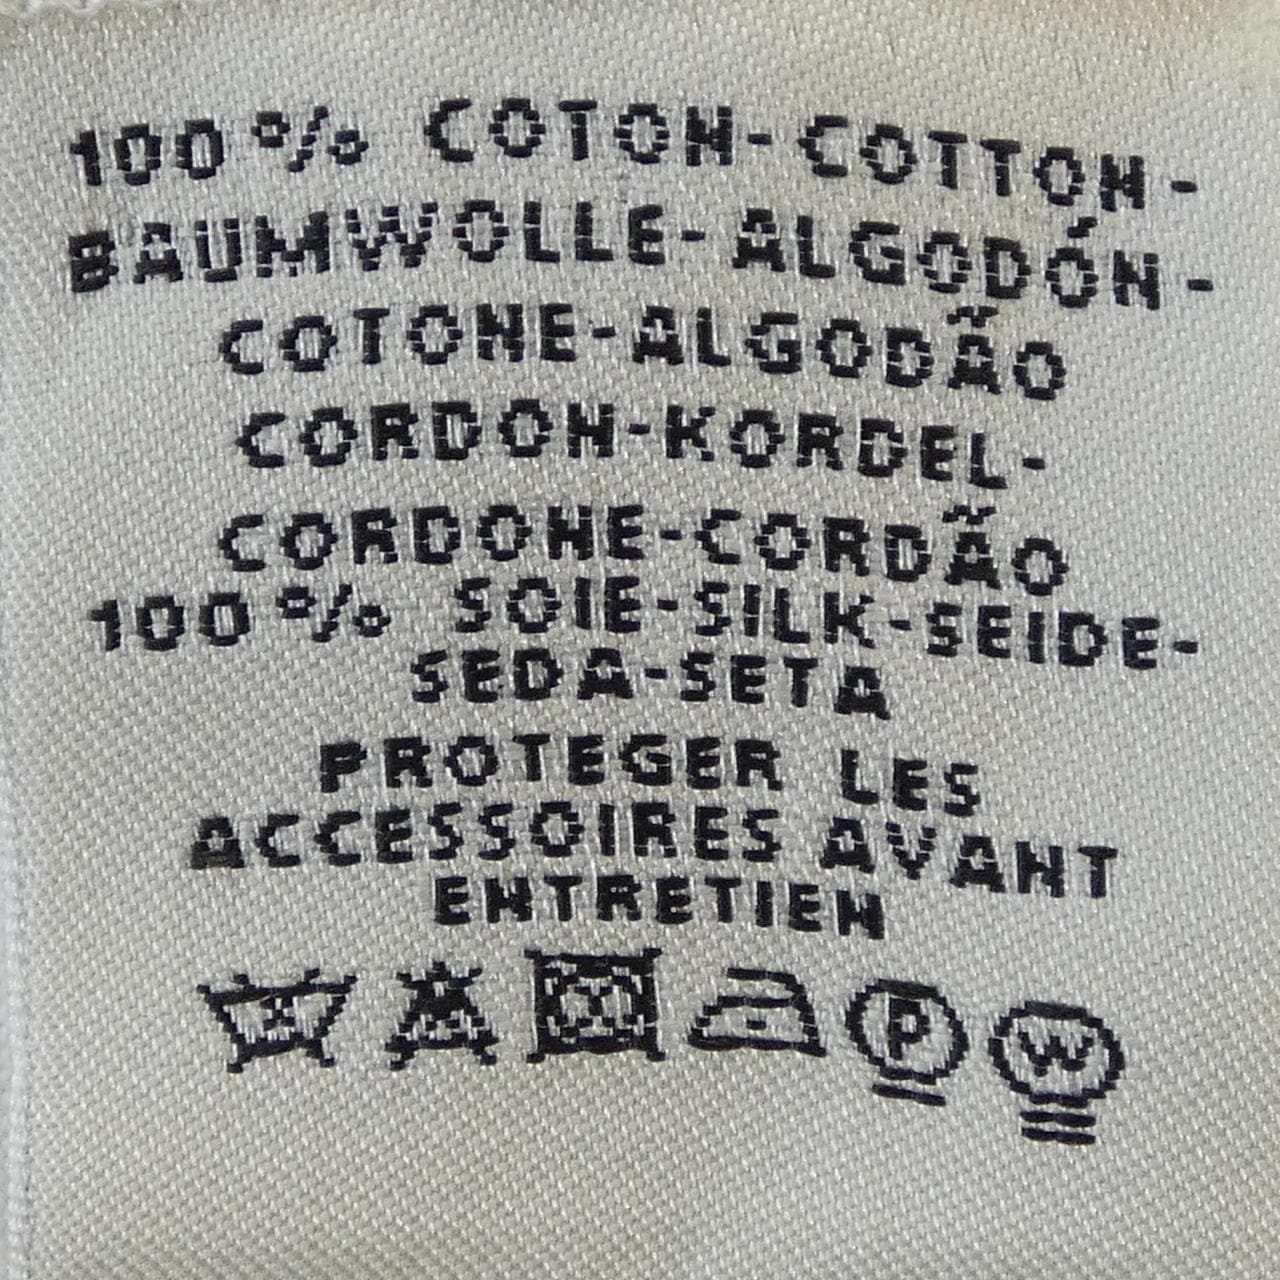 100% COTON-COTTON-
BAUMWOLLE-ALGODÓN-
COTONE-ALGODÃO
CORDON-KORDEL-
CORDONE-CORDÃO
100% SOIE-SILK-SEIDE-
SEDA-SETA
PROTEGER LES
ACCESSOIRES AVANT
ENTRETIEN
P W